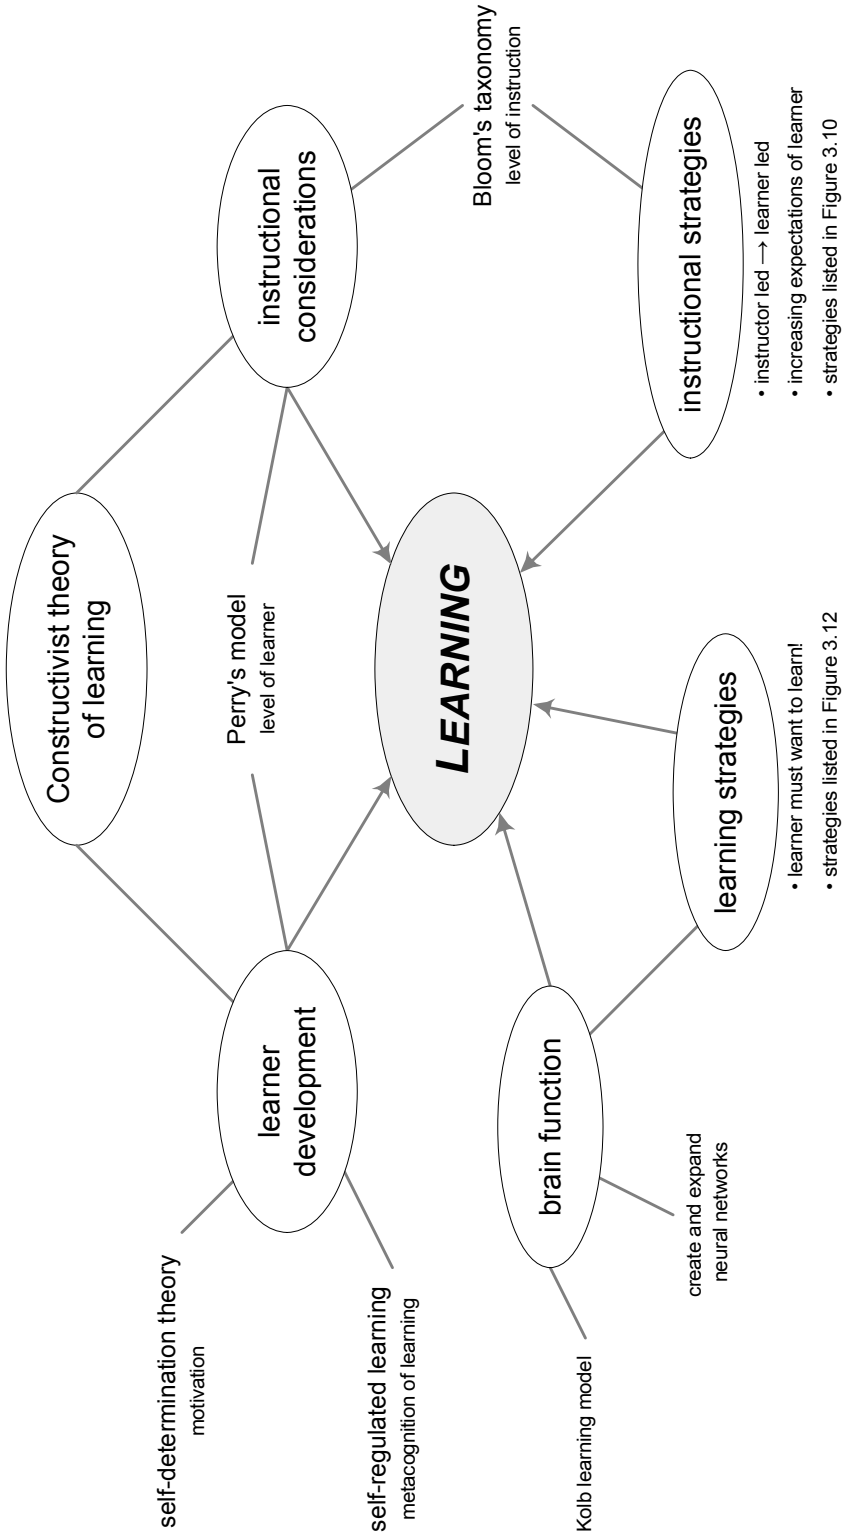 Constructivist theory
of learning
self-determination theory
motivation
learner
development
Perry's model
level of learner
instructional
considerations
self-regulated learning
metacognition of learning
LEARNING
Bloom's taxonomy
level of instruction
Kolb learning model
brain function
create and expand
neural networks
learning strategies
• learner must want to learn!
• strategies listed in Figure 3.12
instructional strategies
• instructor led → learner led
• increasing expectations of learner
• strategies listed in Figure 3.10